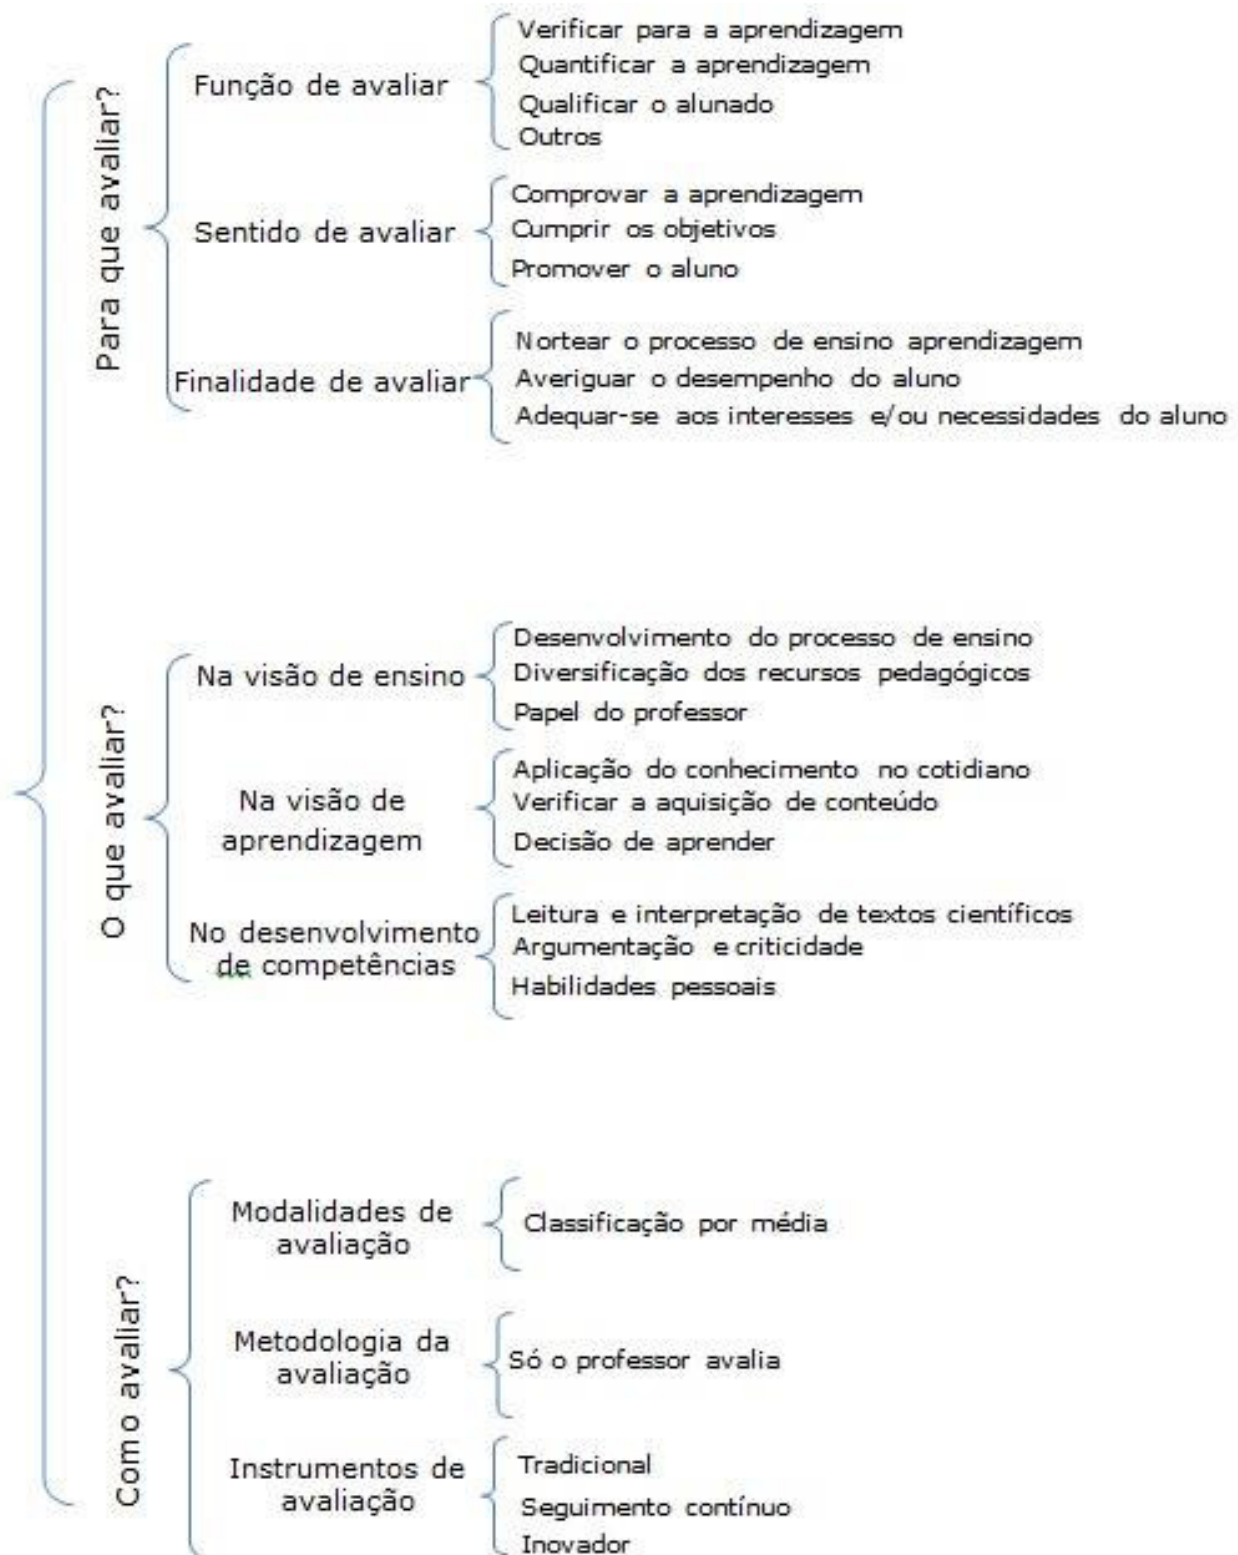 Para que avaliar?
Função de avaliar
Verificar para a aprendizagem
Quantificar a aprendizagem
Qualificar o alunado
Outros
Sentido de avaliar
Comprovar a aprendizagem
Cumprir os objetivos
Promover o aluno
Finalidade de avaliar
Nortear o processo de ensino aprendizagem
Averiguar o desempenho do aluno
Adequar-se aos interesses e/ou necessidades do aluno
O que avaliar?
Na visão de ensino
Desenvolvimento do processo de ensino
Diversificação dos recursos pedagógicos
Papel do professor
Na visão de
aprendizagem
Aplicação do conhecimento no cotidiano
Verificar a aquisição de conteúdo
Decisão de aprender
No desenvolvimento
de competências
Leitura e interpretação de textos científicos
Argumentação e criticidade
Habilidades pessoais
Como avaliar?
Modalidades de
avaliação
Classificação por média
Metodologia da
avaliação
Só o professor avalia
Instrumentos de
avaliação
Tradicional
Seguimento contínuo
Inovador